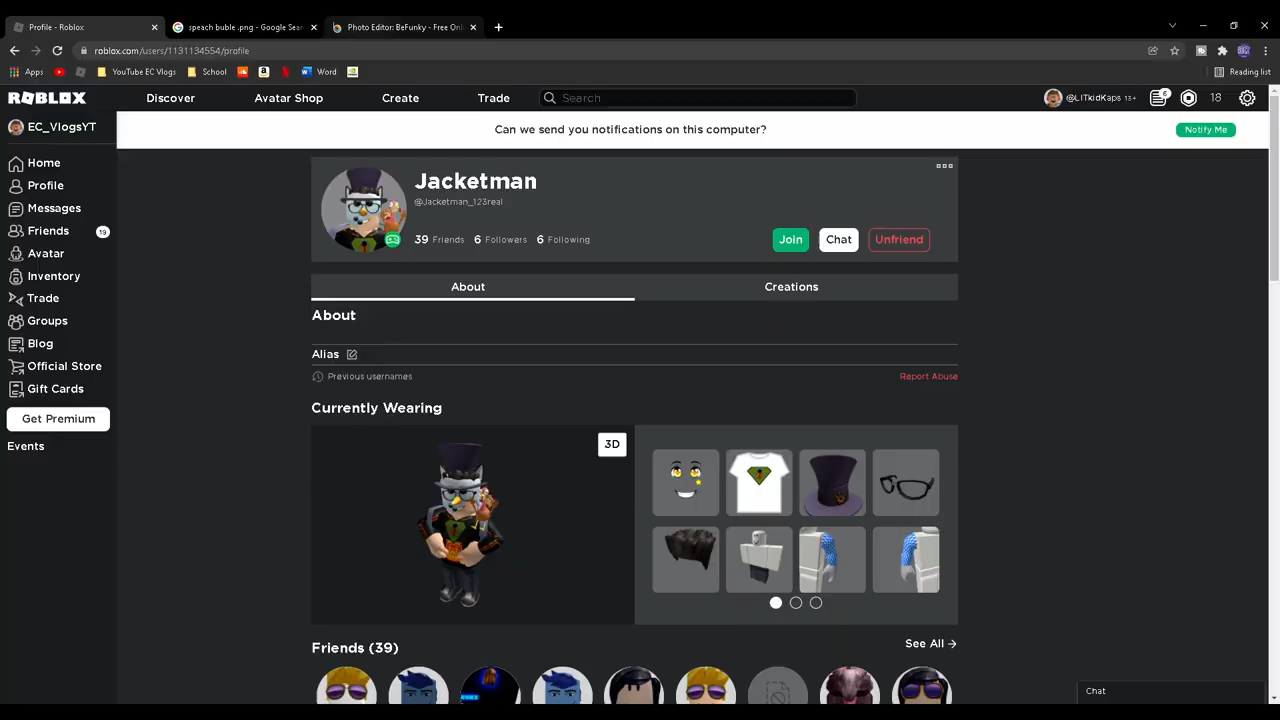 Profile - Roblox
speach buble .png - Google Sear
Photo Editor: BeFunky - Free Onl
roblox.com/users/1131134554/profile
Apps
YouTube EC Vlogs
School
Word
Reading list
ROBLOX
Discover
Avatar Shop
Create
Trade
Search
@LITkidKaps 13+
6
18
EC_VlogsYT
Can we send you notifications on this computer?
Notify Me
Home
Profile
Messages
Friends
19
Avatar
Inventory
Trade
Groups
Blog
Official Store
Gift Cards
Get Premium
Events
Jacketman
@Jacketman_123real
39 Friends 6 Followers 6 Following
Join
Chat
Unfriend
About
Creations
About
Alias
Previous usernames
Report Abuse
Currently Wearing
3D
Friends (39)
See All
Chat